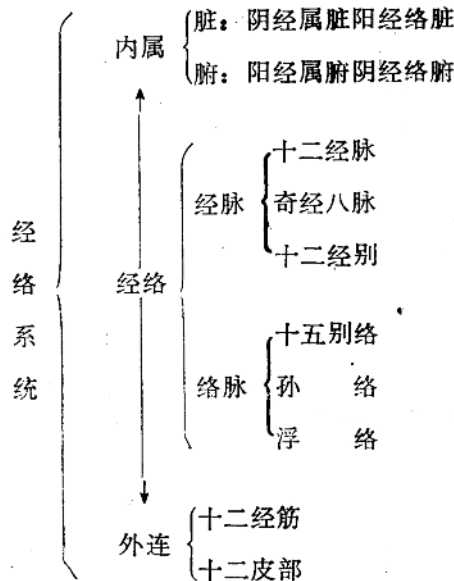 经络系统
内属
脏：阴经属脏阳经络脏
腑：阳经属腑阴经络腑
经络
经脉
十二经脉
奇经八脉
十二经别
络脉
十五别络
孙 络
浮 络
外连
十二经筋
十二皮部